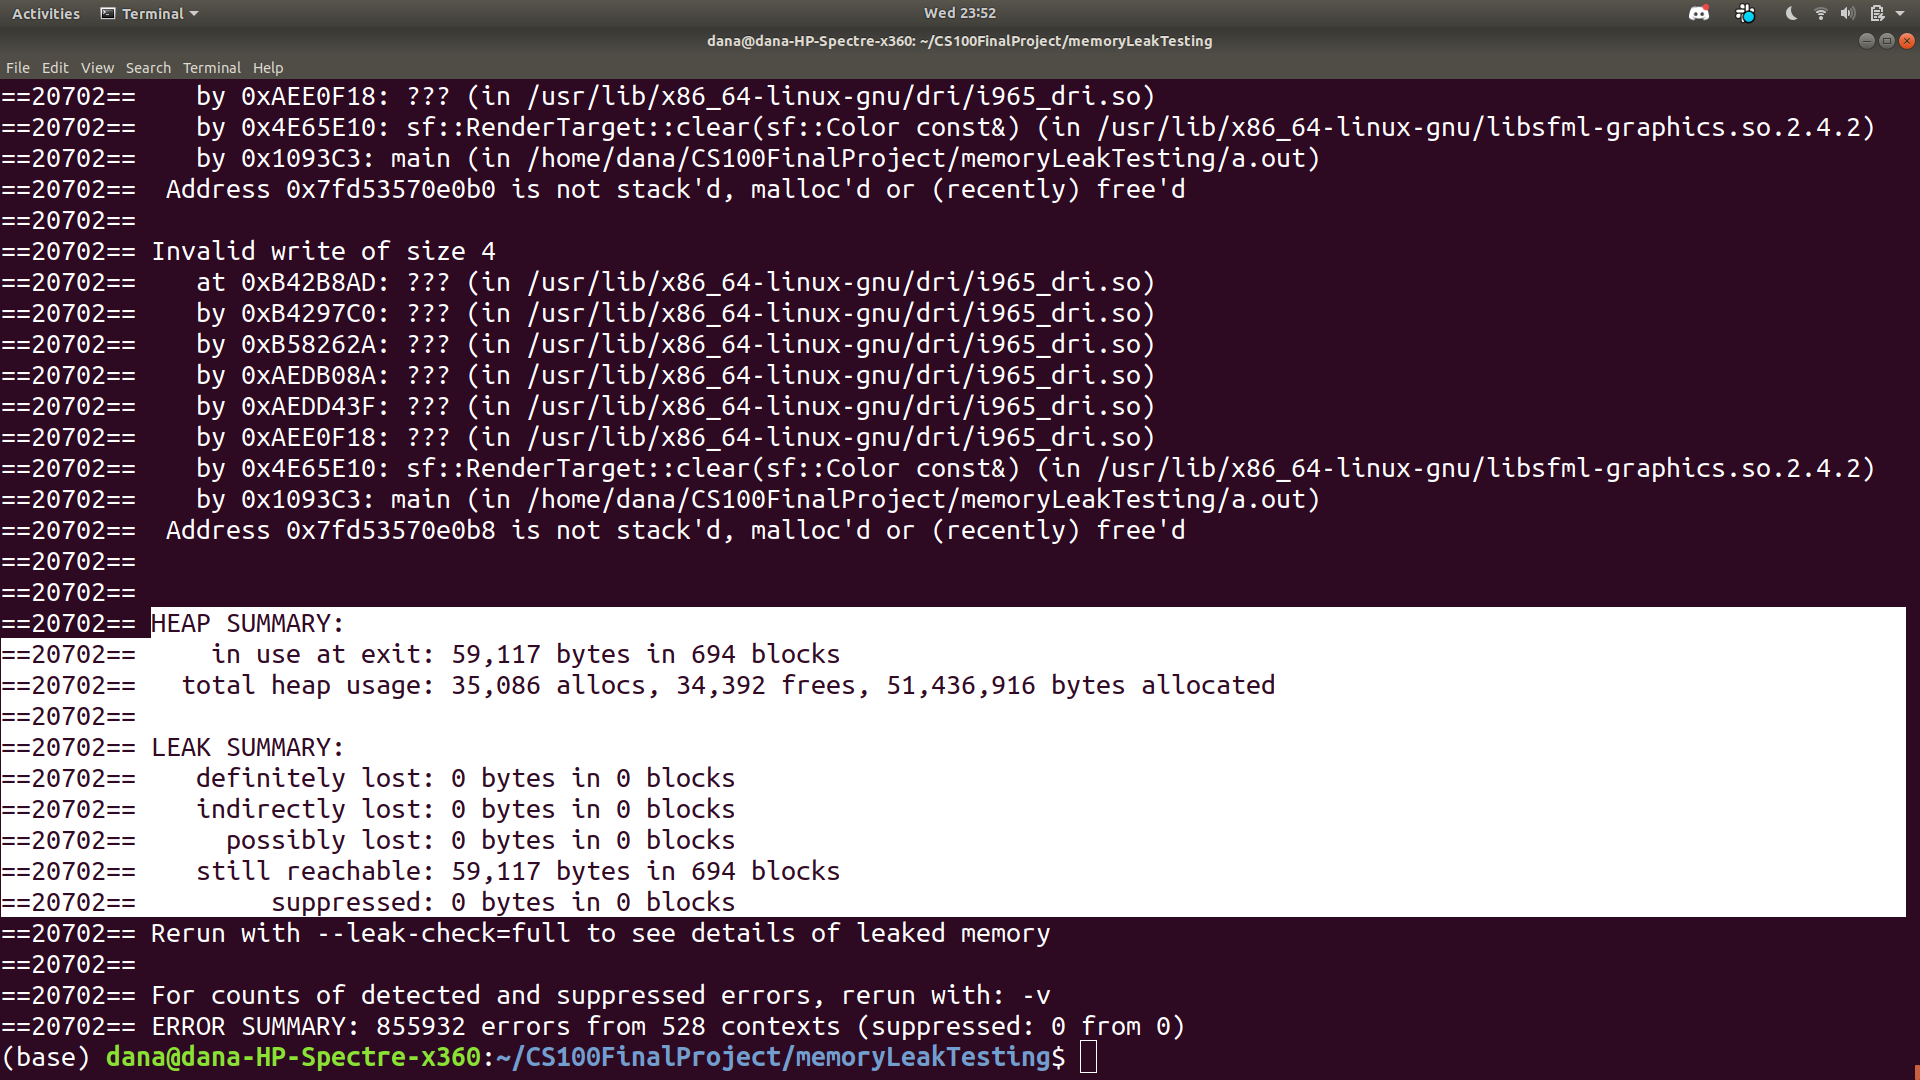 Activities Terminal Wed 23:52
dana@dana-HP-Spectre-x360: ~/CS100FinalProject/memoryLeakTesting
File Edit View Search Terminal Help
==20702==    by 0xAEE0F18: ??? (in /usr/lib/x86_64-linux-gnu/dri/i965_dri.so)
==20702==    by 0x4E65E10: sf::RenderTarget::clear(sf::Color const&) (in /usr/lib/x86_64-linux-gnu/libsfml-graphics.so.2.4.2)
==20702==    by 0x1093C3: main (in /home/dana/CS100FinalProject/memoryLeakTesting/a.out)
==20702==  Address 0x7fd53570e0b0 is not stack'd, malloc'd or (recently) free'd
==20702==
==20702== Invalid write of size 4
==20702==    at 0xB42B8AD: ??? (in /usr/lib/x86_64-linux-gnu/dri/i965_dri.so)
==20702==    by 0xB4297C0: ??? (in /usr/lib/x86_64-linux-gnu/dri/i965_dri.so)
==20702==    by 0xB58262A: ??? (in /usr/lib/x86_64-linux-gnu/dri/i965_dri.so)
==20702==    by 0xAEDB08A: ??? (in /usr/lib/x86_64-linux-gnu/dri/i965_dri.so)
==20702==    by 0xAEDD43F: ??? (in /usr/lib/x86_64-linux-gnu/dri/i965_dri.so)
==20702==    by 0xAEE0F18: ??? (in /usr/lib/x86_64-linux-gnu/dri/i965_dri.so)
==20702==    by 0x4E65E10: sf::RenderTarget::clear(sf::Color const&) (in /usr/lib/x86_64-linux-gnu/libsfml-graphics.so.2.4.2)
==20702==    by 0x1093C3: main (in /home/dana/CS100FinalProject/memoryLeakTesting/a.out)
==20702==  Address 0x7fd53570e0b8 is not stack'd, malloc'd or (recently) free'd
==20702==
==20702==
==20702== HEAP SUMMARY:
==20702==     in use at exit: 59,117 bytes in 694 blocks
==20702==   total heap usage: 35,086 allocs, 34,392 frees, 51,436,916 bytes allocated
==20702==
==20702== LEAK SUMMARY:
==20702==    definitely lost: 0 bytes in 0 blocks
==20702==    indirectly lost: 0 bytes in 0 blocks
==20702==      possibly lost: 0 bytes in 0 blocks
==20702==    still reachable: 59,117 bytes in 694 blocks
==20702==         suppressed: 0 bytes in 0 blocks
==20702== Rerun with --leak-check=full to see details of leaked memory
==20702==
==20702== For counts of detected and suppressed errors, rerun with: -v
==20702== ERROR SUMMARY: 855932 errors from 528 contexts (suppressed: 0 from 0)
(base) dana@dana-HP-Spectre-x360:~/CS100FinalProject/memoryLeakTesting$